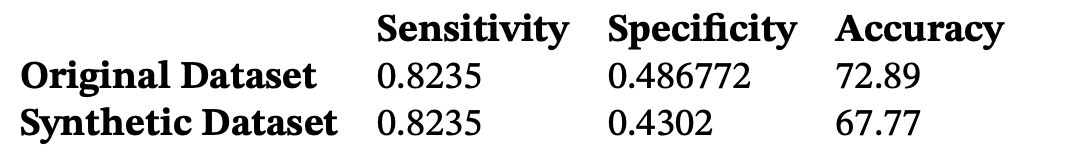 Sensitivity Specificity Accuracy
Original Dataset 0.8235 0.486772 72.89
Synthetic Dataset 0.8235 0.4302 67.77